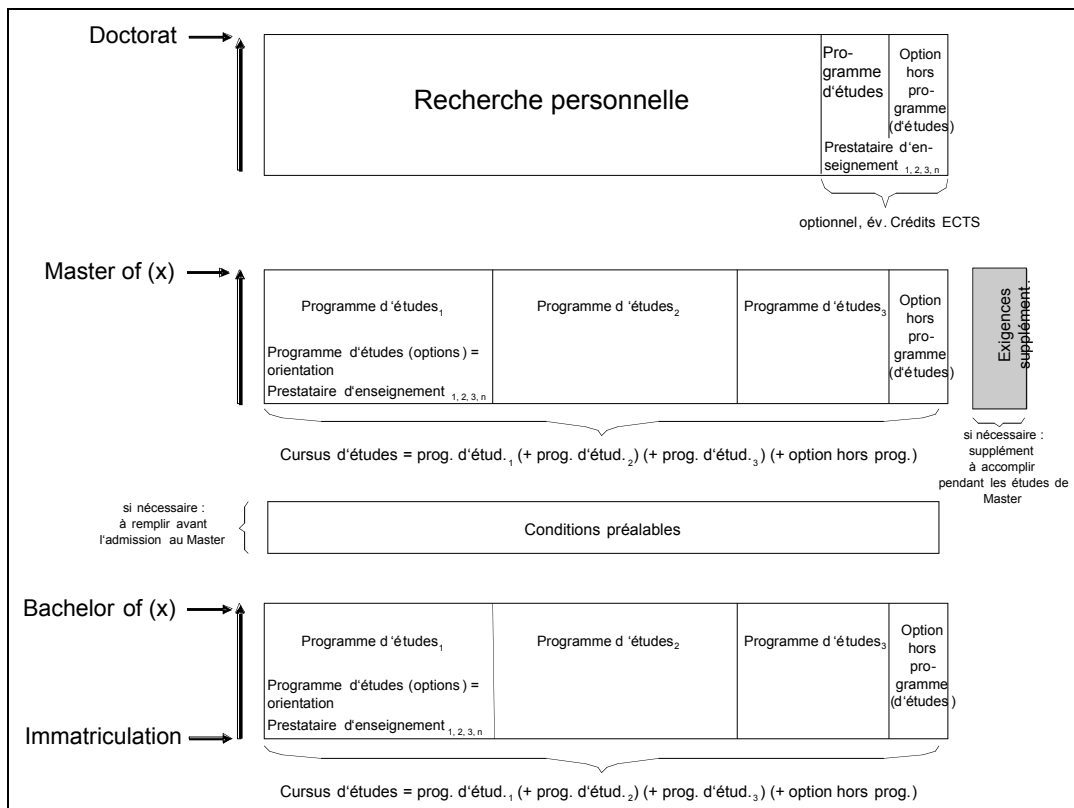 Doctorat
Recherche personnelle
Pro-
gramme
d'études
Option
hors
pro-
gramme
(d'études)
Prestataire d'en-
seignement 1, 2, 3, n
optionnel, év. Crédits ECTS
Master of (x)
Programme d'études1
Programme d'études (options) =
orientation
Prestataire d'enseignement 1, 2, 3, n
Programme d'études2
Programme d'études3
Option
hors
pro-
gramme
(d'études)
Exigences
supplément.
Cursus d'études = prog. d'étud.1 (+ prog. d'étud.2) (+ prog. d'étud.3) (+ option hors prog.)
si nécessaire :
supplément
à accomplir
pendant les études de
Master
si nécessaire :
à remplir avant
l'admission au Master
Conditions préalables
Bachelor of (x)
Programme d'études1
Programme d'études (options) =
orientation
Prestataire d'enseignement 1, 2, 3, n
Programme d'études2
Programme d'études3
Option
hors
pro-
gramme
(d'études)
Immatriculation
Cursus d'études = prog. d'étud.1 (+ prog. d'étud.2) (+ prog. d'étud.3) (+ option hors prog.)